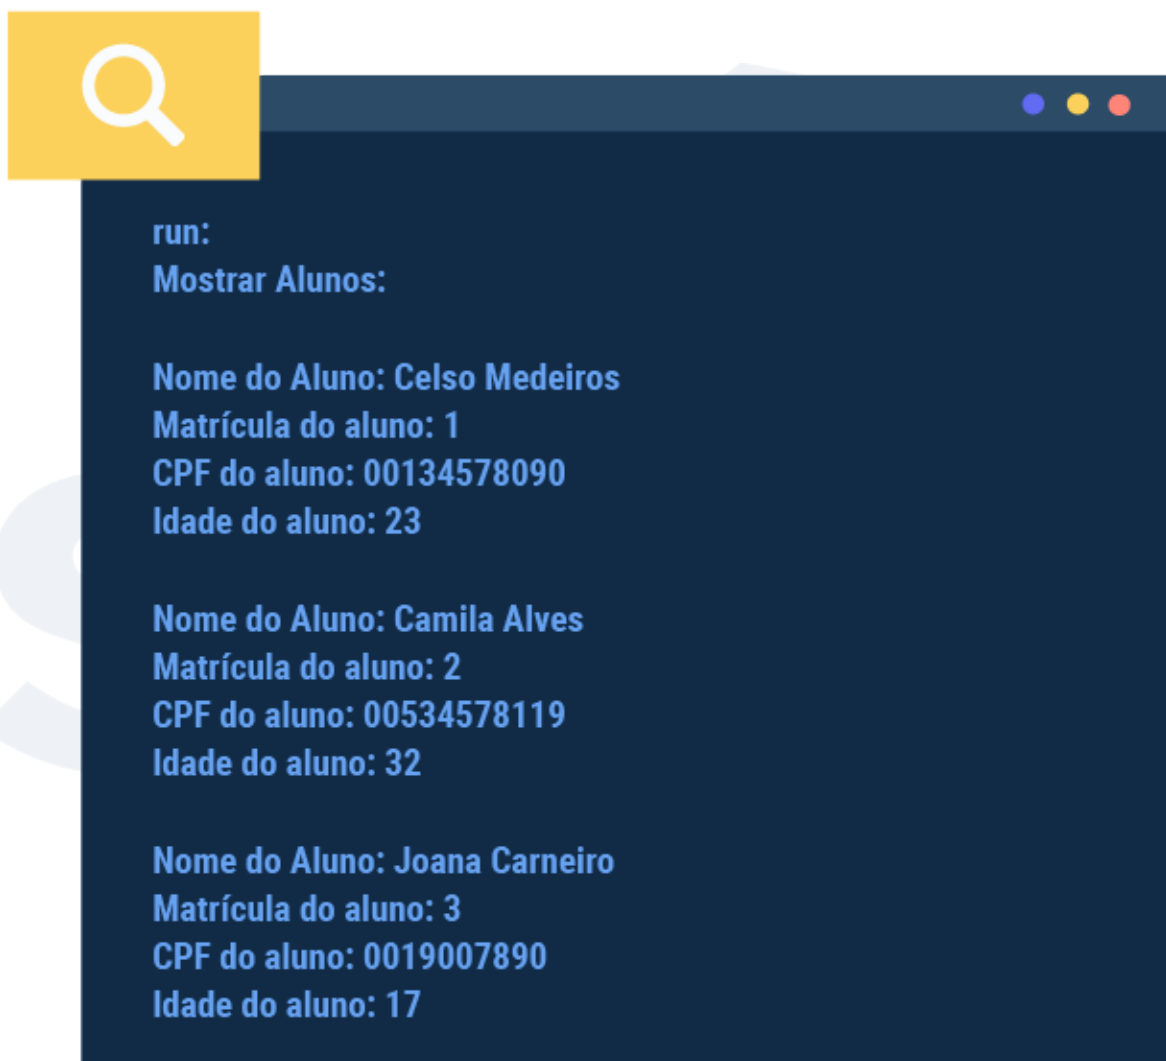 run:
Mostrar Alunos:
Nome do Aluno: Celso Medeiros
Matrícula do aluno: 1
CPF do aluno: 00134578090
Idade do aluno: 23
Nome do Aluno: Camila Alves
Matrícula do aluno: 2
CPF do aluno: 00534578119
Idade do aluno: 32
Nome do Aluno: Joana Carneiro
Matrícula do aluno: 3
CPF do aluno: 0019007890
Idade do aluno: 17